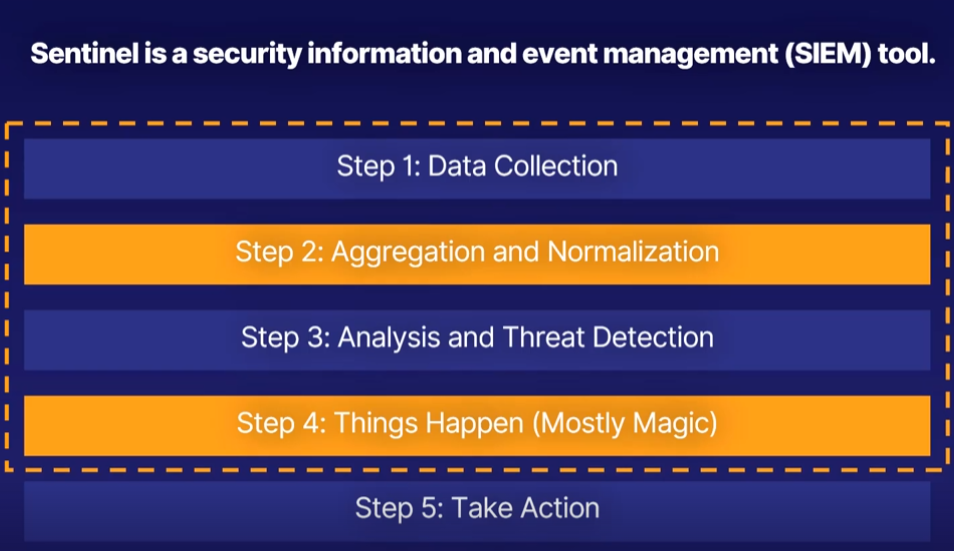 Sentinel is a security information and event management (SIEM) tool.
Step 1: Data Collection
Step 2: Aggregation and Normalization
Step 3: Analysis and Threat Detection
Step 4: Things Happen (Mostly Magic)
Step 5: Take Action